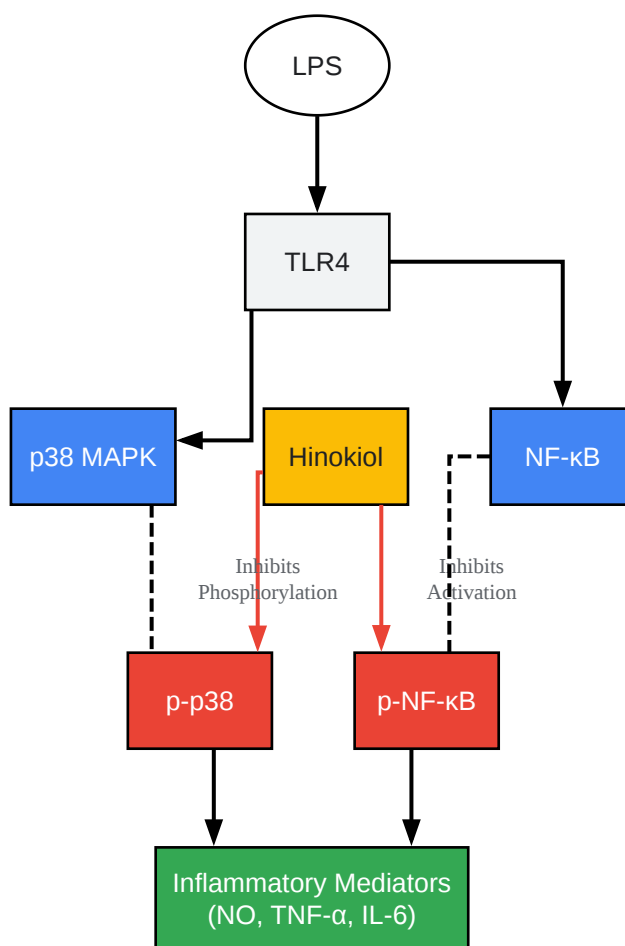 LPS
TLR4
p38 MAPK
Hinokiol
NF-κB
Inhibits
Phosphorylation
Inhibits
Activation
p-p38
p-NF-κB
Inflammatory Mediators
(NO, TNF-α, IL-6)